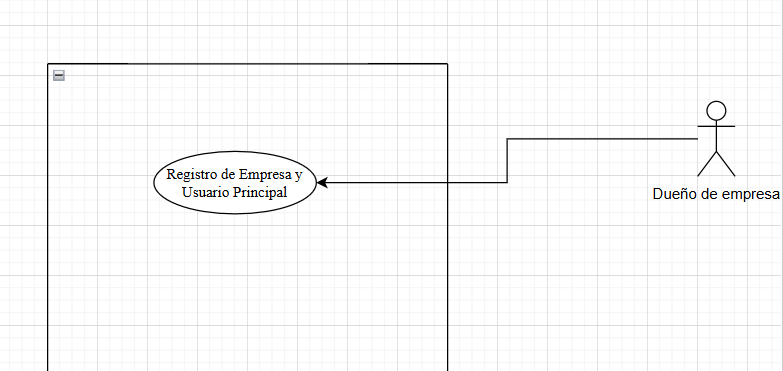 Registro de Empresa y
Usuario Principal
Dueño de empresa